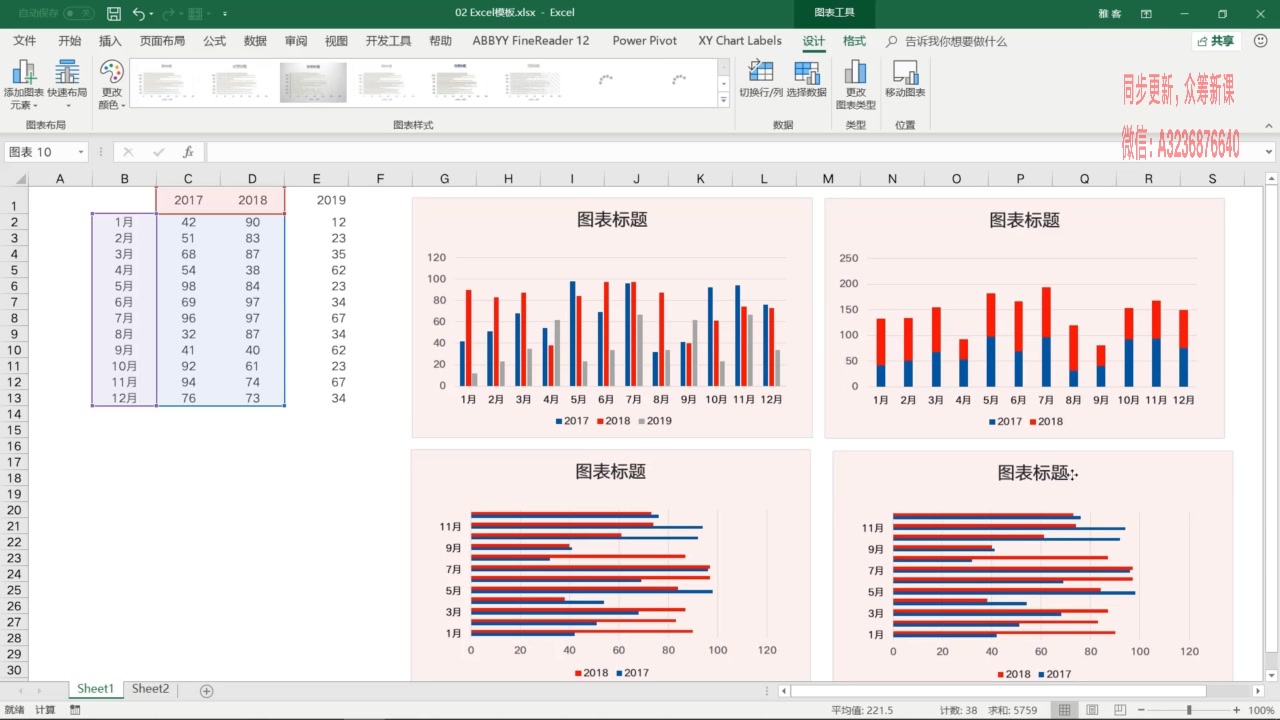 自动保存 关
02 Excel模板.xlsx - Excel
图表工具
雅 客
文件 开始 插入 页面布局 公式 数据 审阅 视图 开发工具 帮助 ABBYY FineReader 12 Power Pivot XY Chart Labels 设计 格式 告诉我你想要做什么 共享
添加图表元素 快速布局 更改颜色 切换行/列 选择数据 更改图表类型 移动图表
图表布局 图表样式 数据 类型 位置
同步更新，众筹新课
微信：A3236876640
图表 10 fx
A B C D E F G H I J K L M N O P Q R S
1 2017 2018 2019
2 1月 42 90 12
3 2月 51 83 23
4 3月 68 87 35
5 4月 54 38 62
6 5月 98 84 23
7 6月 69 97 34
8 7月 96 97 67
9 8月 32 87 34
10 9月 41 40 62
11 10月 92 61 23
12 11月 94 74 67
13 12月 76 73 34
14
15
16
17
18
19
20
21
22
23
24
25
26
27
28
29
30
图表标题
120
100
80
60
40
20
0
1月 2月 3月 4月 5月 6月 7月 8月 9月 10月 11月 12月
2017 2018 2019
图表标题
250
200
150
100
50
0
1月 2月 3月 4月 5月 6月 7月 8月 9月 10月 11月 12月
2017 2018
图表标题
11月
9月
7月
5月
3月
1月
0 20 40 60 80 100 120
2018 2017
图表标题
11月
9月
7月
5月
3月
1月
0 20 40 60 80 100 120
2018 2017
Sheet1 Sheet2
就绪 计算 平均值: 221.5 计数: 38 求和: 5759 100%